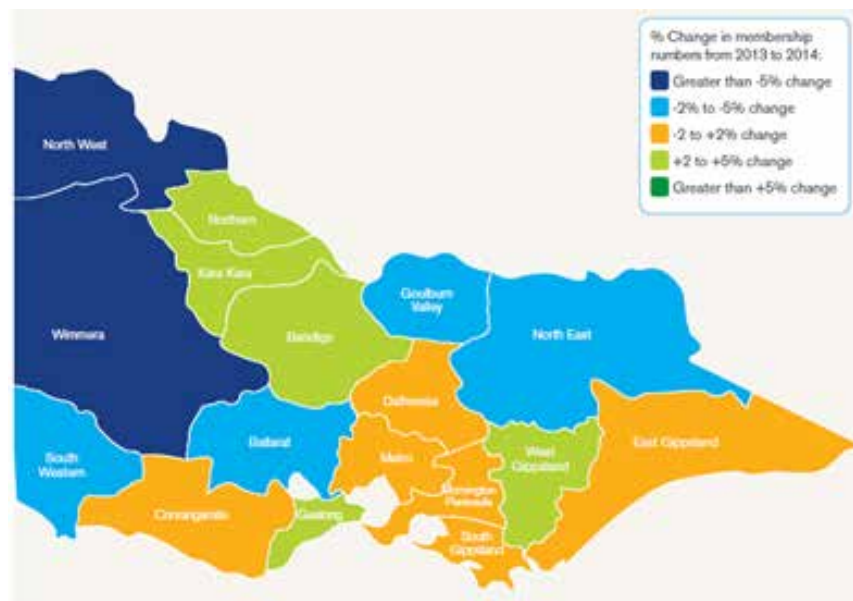 % Change in membership
numbers from 2013 to 2014:
Greater than -5% change
-2% to -5% change
-2 to +2% change
+2 to +5% change
Greater than +5% change
North West
Northern
Kara Kara
Goulburn
Valley
Wimmera
Bendigo
North East
Dalhousie
Ballarat
East Gippsland
South
Western
Metro
West
Gippsland
Mornington
Peninsula
Corangamite
Geelong
South
Gippsland